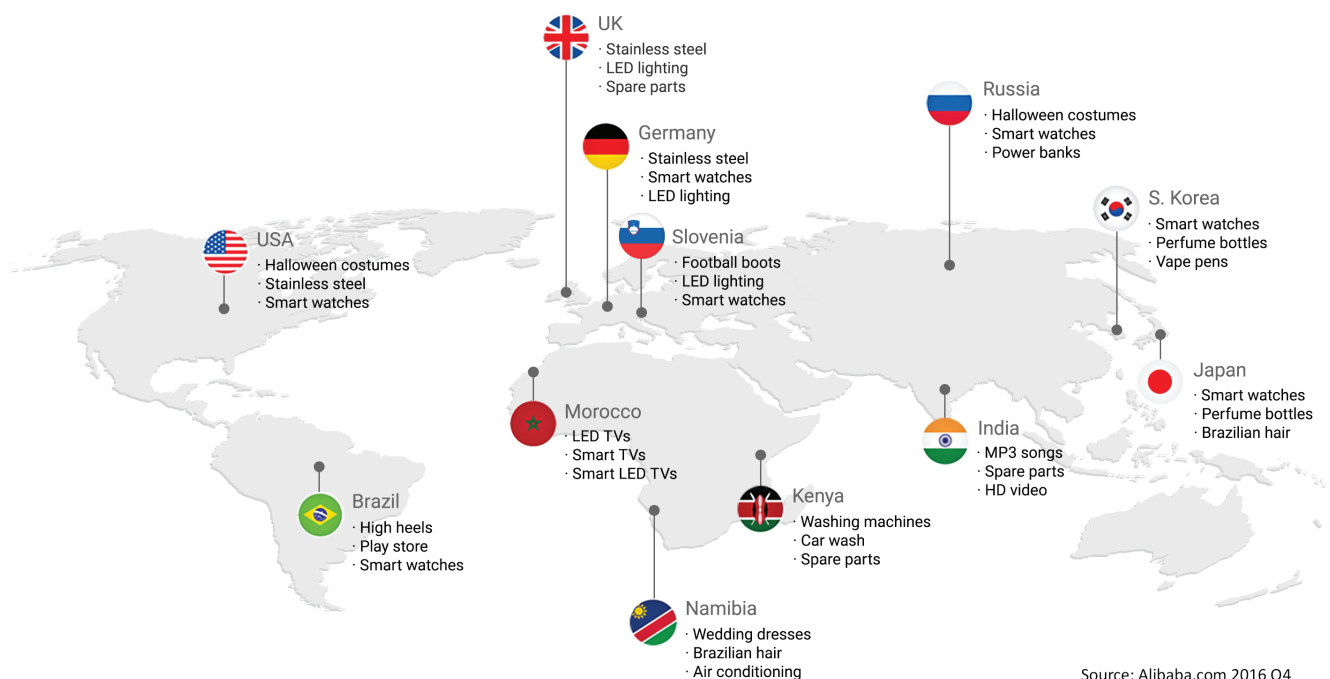 UK
· Stainless steel
· LED lighting
· Spare parts
Germany
· Stainless steel
· Smart watches
· LED lighting
Russia
· Halloween costumes
· Smart watches
· Power banks
S. Korea
· Smart watches
· Perfume bottles
· Vape pens
USA
· Halloween costumes
· Stainless steel
· Smart watches
Slovenia
· Football boots
· LED lighting
· Smart watches
Japan
· Smart watches
· Perfume bottles
· Brazilian hair
Morocco
· LED TVs
· Smart TVs
· Smart LED TVs
India
· MP3 songs
· Spare parts
· HD video
Brazil
· High heels
· Play store
· Smart watches
Kenya
· Washing machines
· Car wash
· Spare parts
Namibia
· Wedding dresses
· Brazilian hair
· Air conditioning
Source: Alibaba.com 2016 Q4